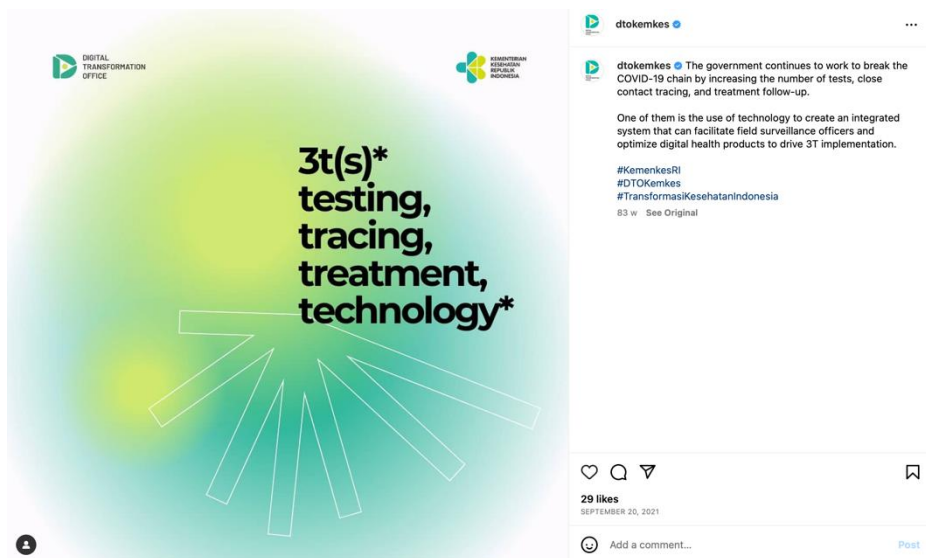 DIGITAL
TRANSFORMATION
OFFICE
KEMENTERIAN
KESEHATAN
REPUBLIK
INDONESIA
3t(s)*
testing,
tracing,
treatment,
technology*
dtokemkes
dtokemkes The government continues to work to break the
COVID-19 chain by increasing the number of tests, close
contact tracing, and treatment follow-up.
One of them is the use of technology to create an integrated
system that can facilitate field surveillance officers and
optimize digital health products to drive 3T implementation.
#KemenkesRI
#DTOKemkes
#TransformasiKesehatanIndonesia
83 w See Original
29 likes
SEPTEMBER 20, 2021
Add a comment... Post